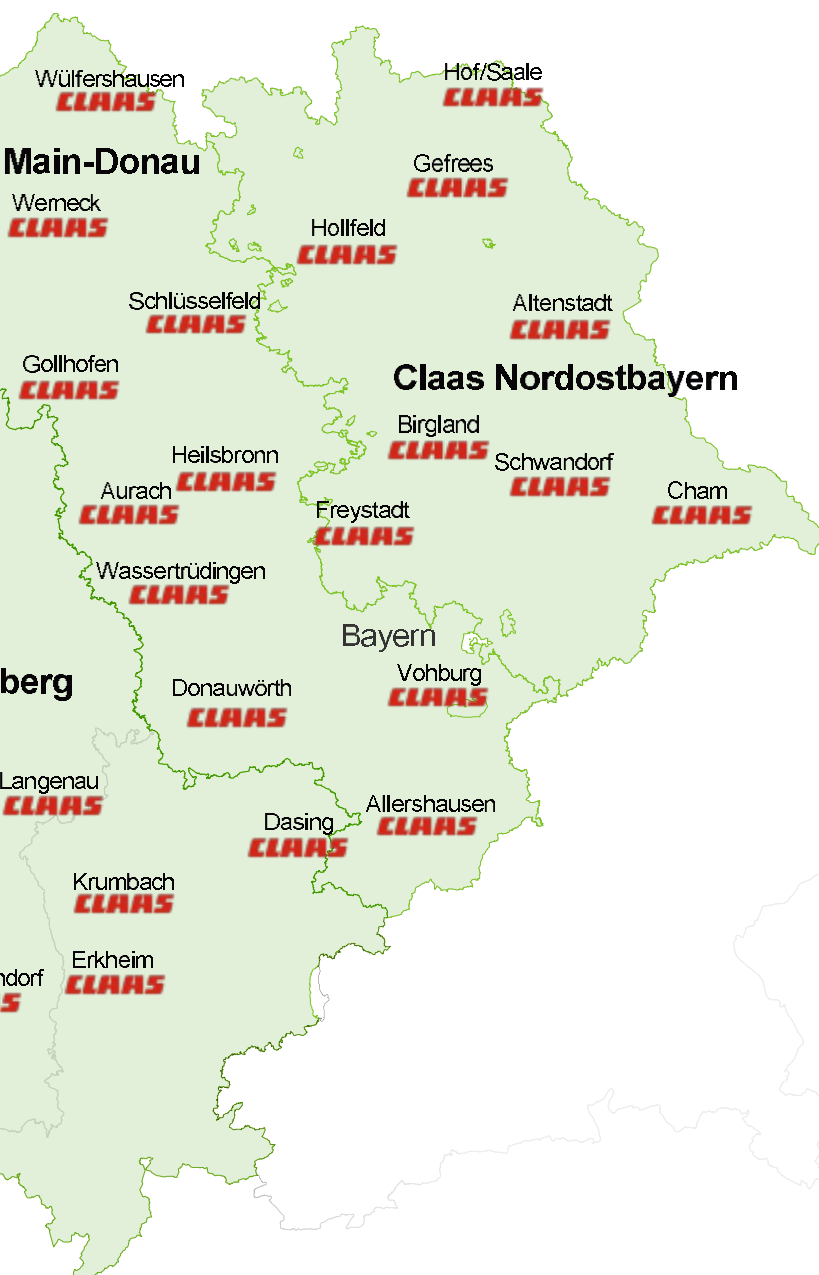 Wülfershausen
CLAAS
Hof/Saale
CLAAS
Main-Donau
Gefrees
CLAAS
Werneck
CLAAS
Hollfeld
CLAAS
Schlüsselfeld
CLAAS
Altenstadt
CLAAS
Gollhofen
CLAAS
Claas Nordostbayern
Birgland
CLAAS
Heilsbronn
CLAAS
Schwandorf
CLAAS
Aurach
CLAAS
Cham
CLAAS
Freystadt
CLAAS
Wassertrüdingen
CLAAS
Bayern
berg
Donauwörth
CLAAS
Vohburg
CLAAS
Langenau
CLAAS
Dasing
CLAAS
Allershausen
CLAAS
Krumbach
CLAAS
Erkheim
CLAAS
ndorf
S